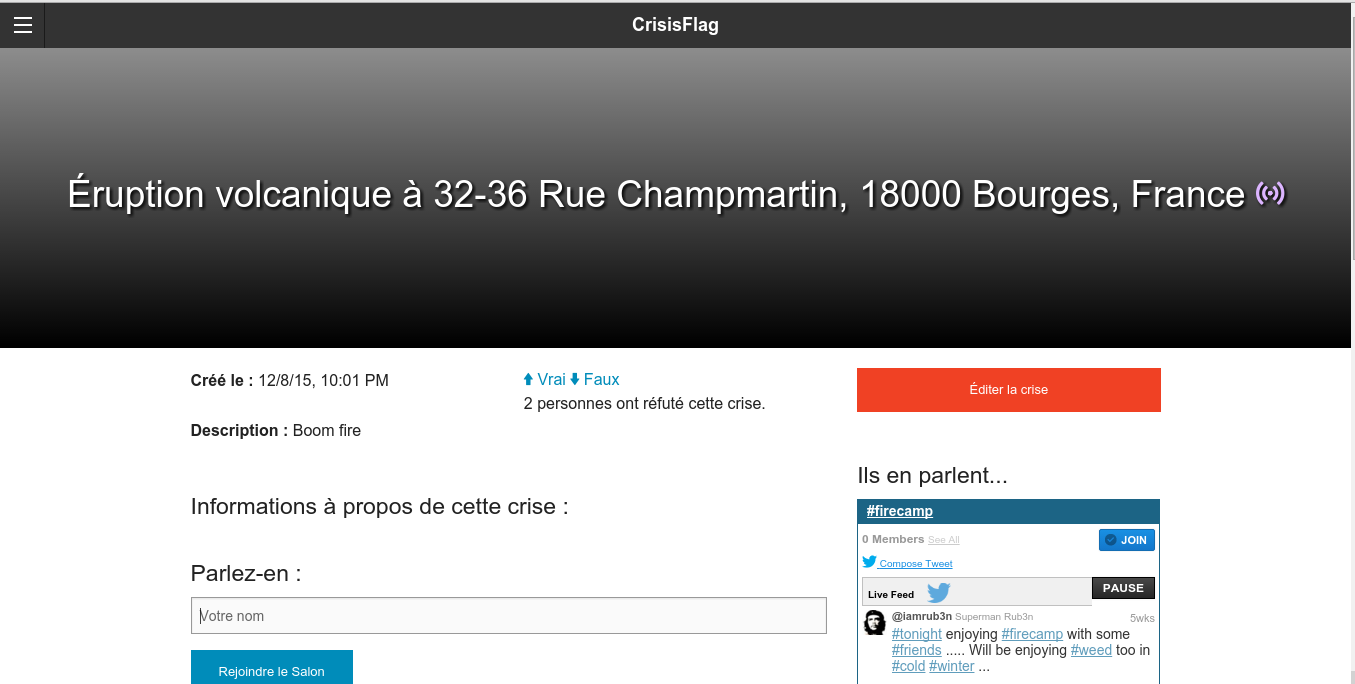 CrisisFlag
Éruption volcanique à 32-36 Rue Champmartin, 18000 Bourges, France
Créé le : 12/8/15, 10:01 PM
Description : Boom fire
Vrai Faux
2 personnes ont réfuté cette crise.
Éditer la crise
Informations à propos de cette crise :
Parlez-en :
Votre nom
Rejoindre le Salon
Ils en parlent...
#firecamp
0 Members See All
JOIN
Compose Tweet
Live Feed
PAUSE
@iamrub3n Superman Rub3n 5wks
#tonight enjoying #firecamp with some
#friends ..... Will be enjoying #weed too in
#cold #winter ...